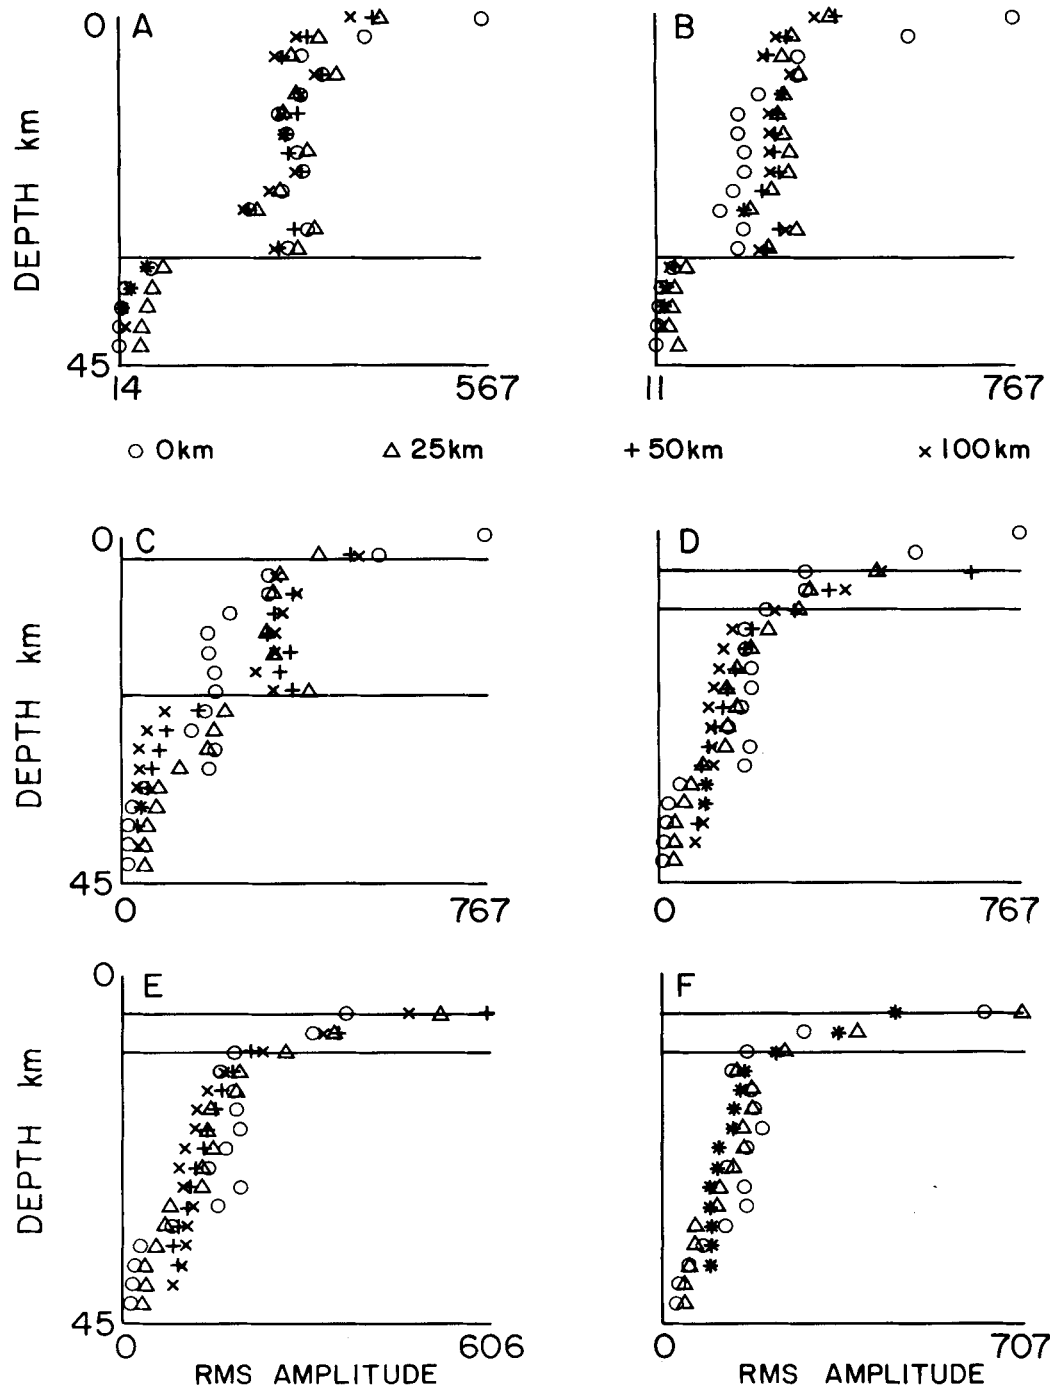 0 A B
DEPTH km
45
14 567 11 767
○ 0km △ 25km + 50km × 100km
0 C D
DEPTH km
45
0 767 0 767
0 E F
DEPTH km
45
0 606 0 707
RMS AMPLITUDE RMS AMPLITUDE